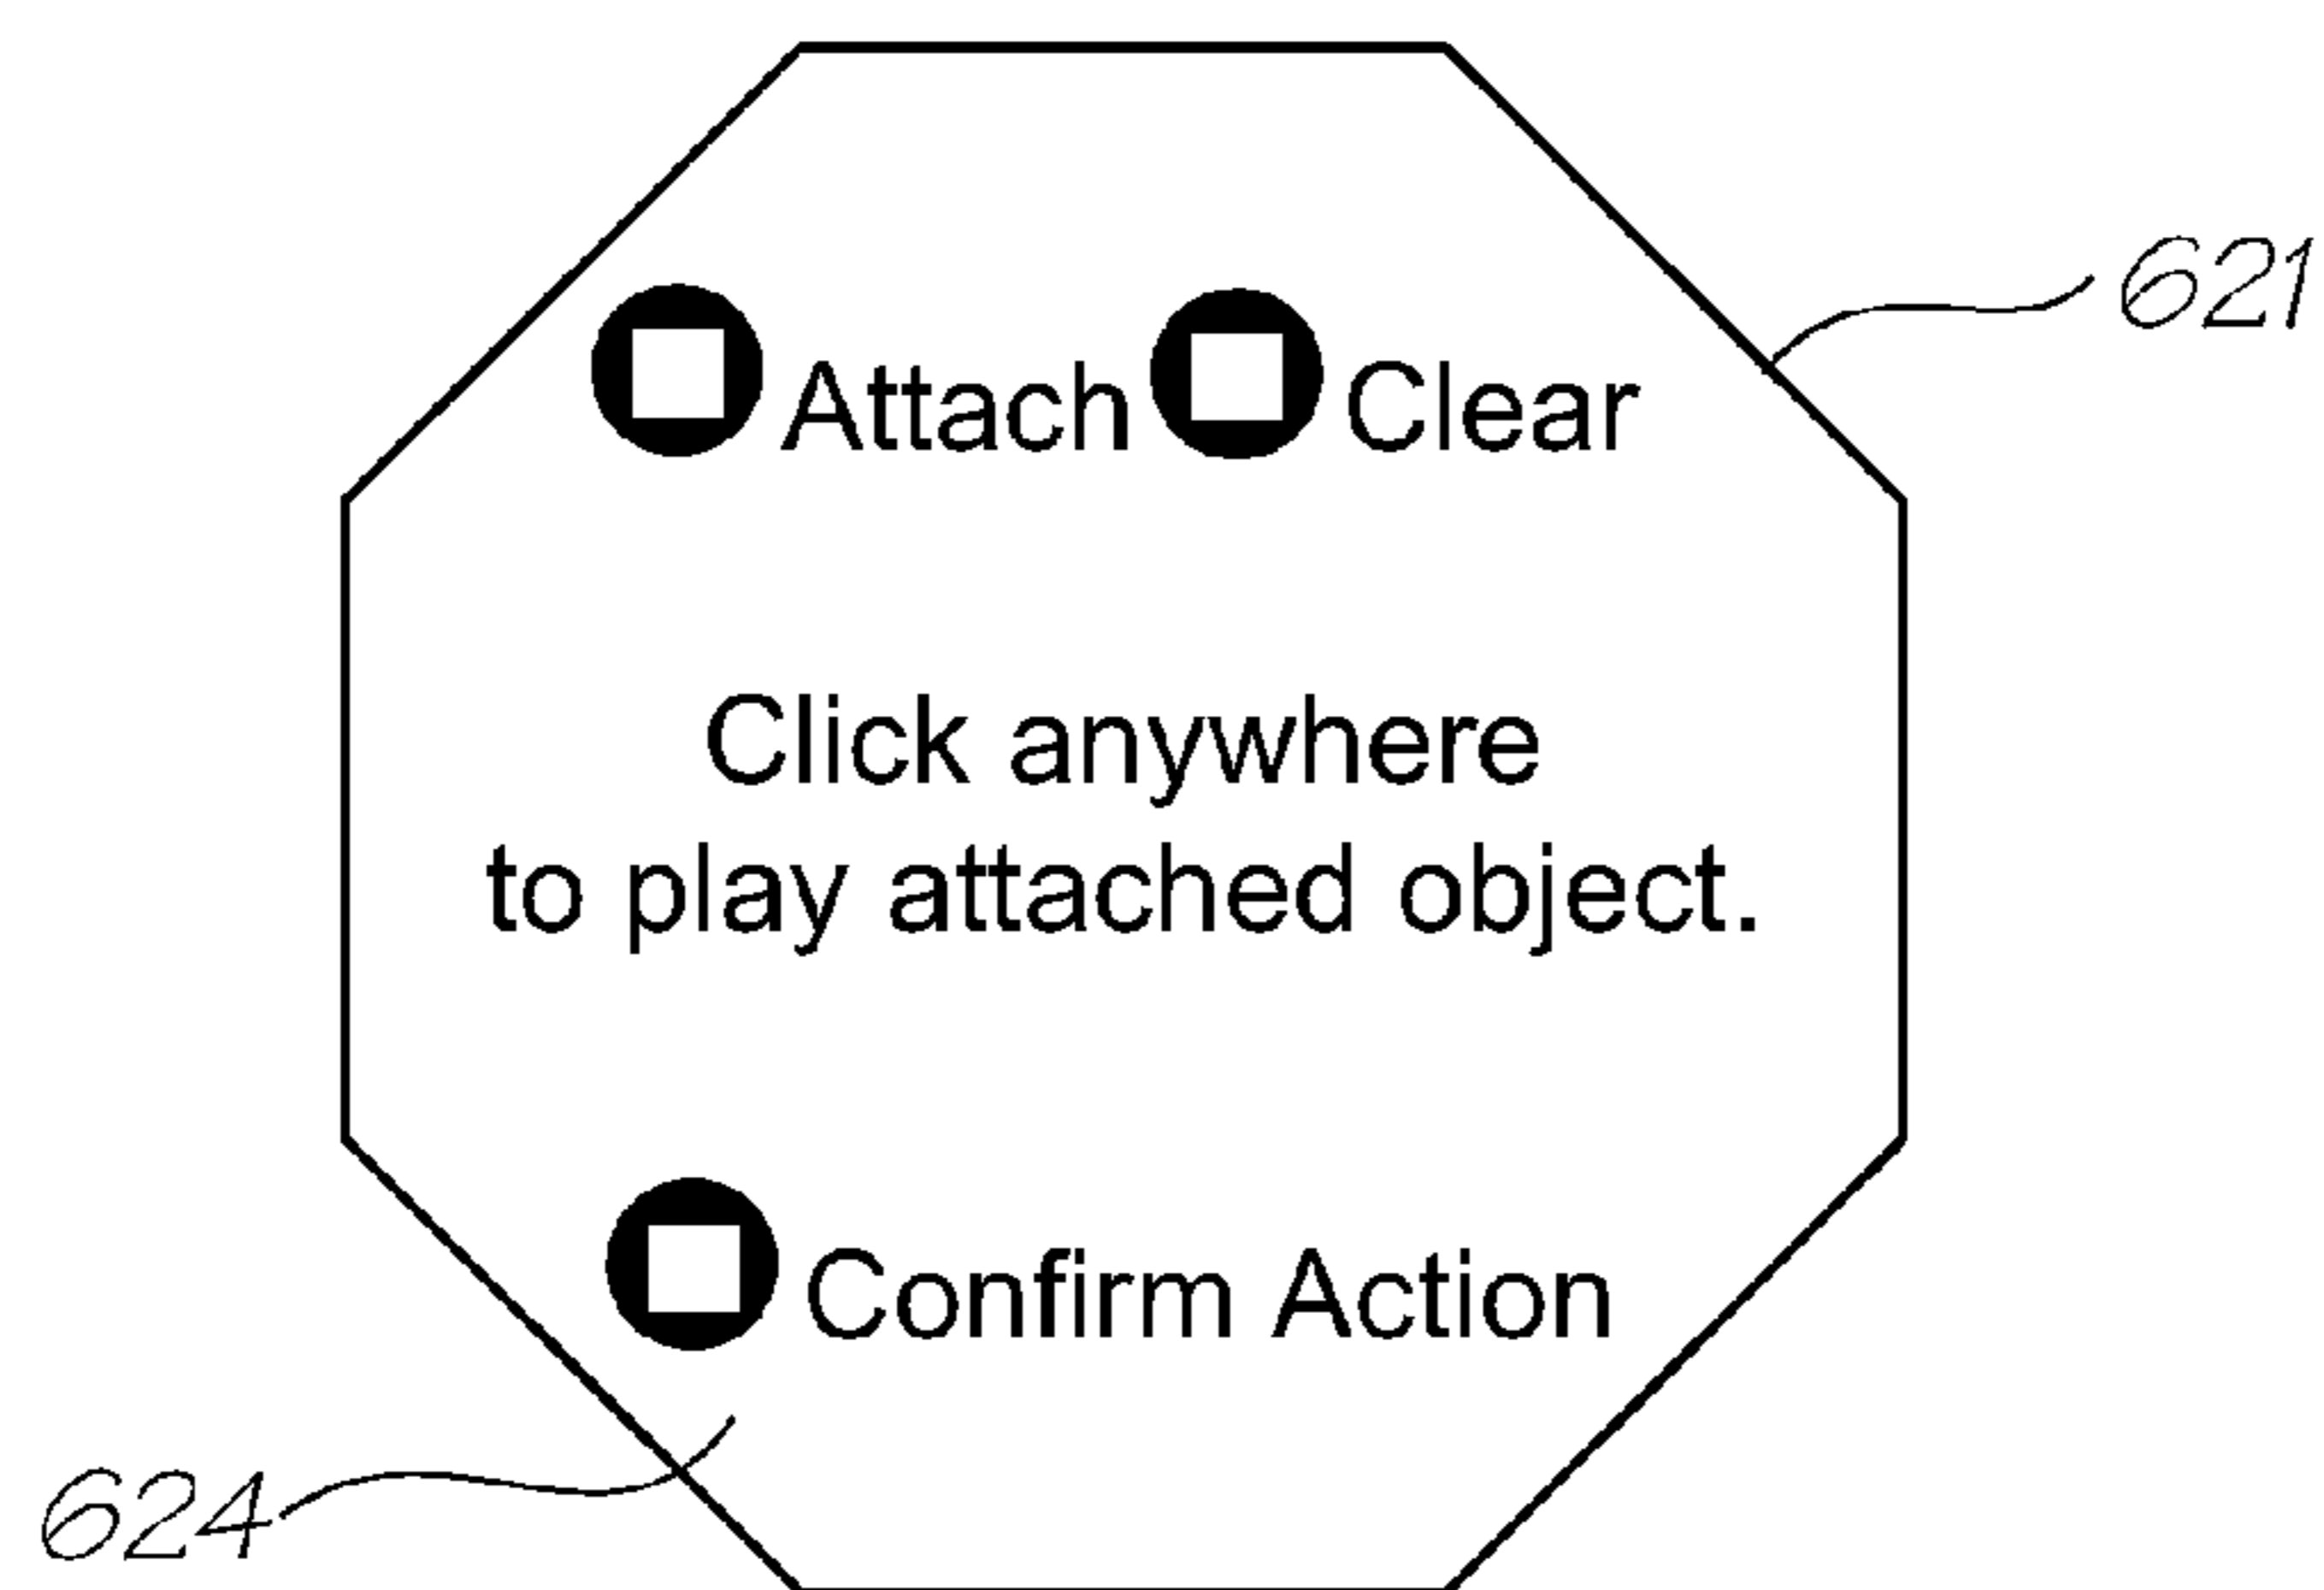 621
Attach Clear
Click anywhere
to play attached object.
Confirm Action
624